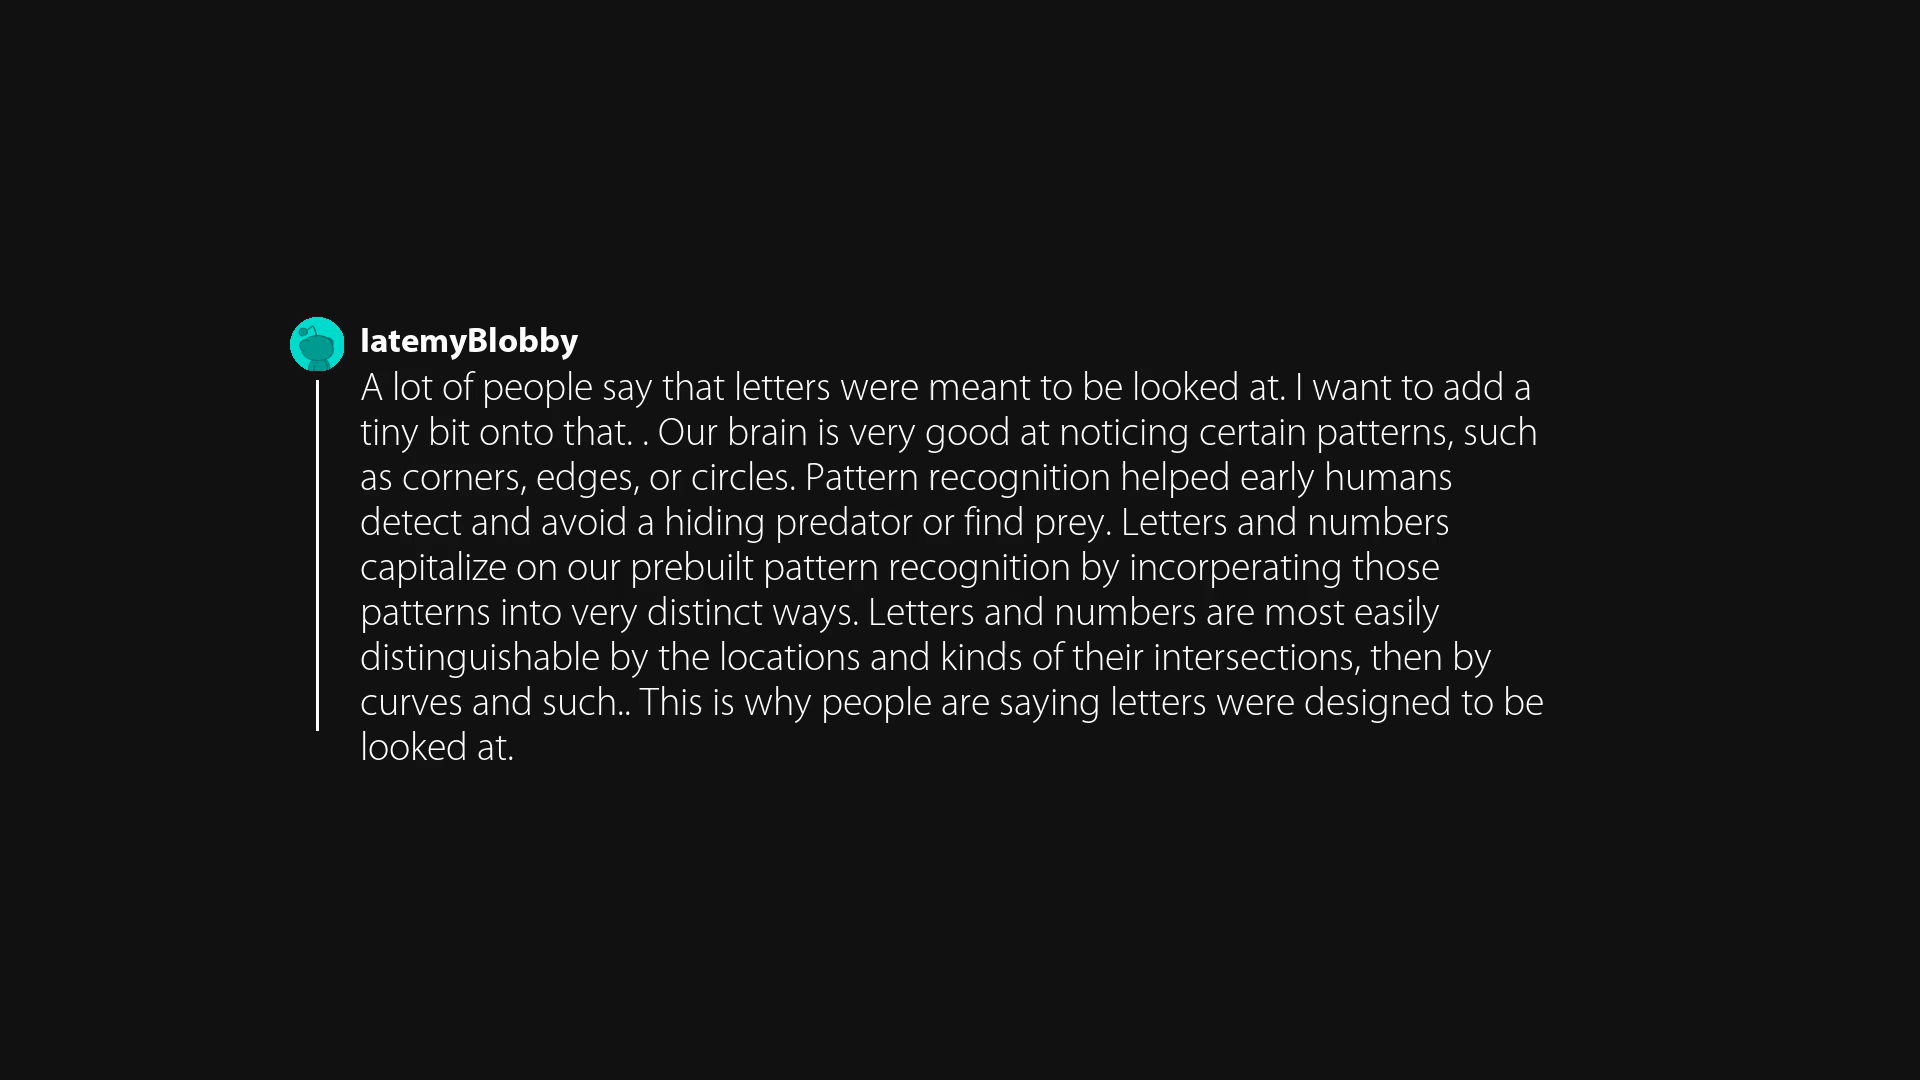 IatemyBlobby
A lot of people say that letters were meant to be looked at. I want to add a
tiny bit onto that. . Our brain is very good at noticing certain patterns, such
as corners, edges, or circles. Pattern recognition helped early humans
detect and avoid a hiding predator or find prey. Letters and numbers
capitalize on our prebuilt pattern recognition by incorperating those
patterns into very distinct ways. Letters and numbers are most easily
distinguishable by the locations and kinds of their intersections, then by
curves and such.. This is why people are saying letters were designed to be
looked at.